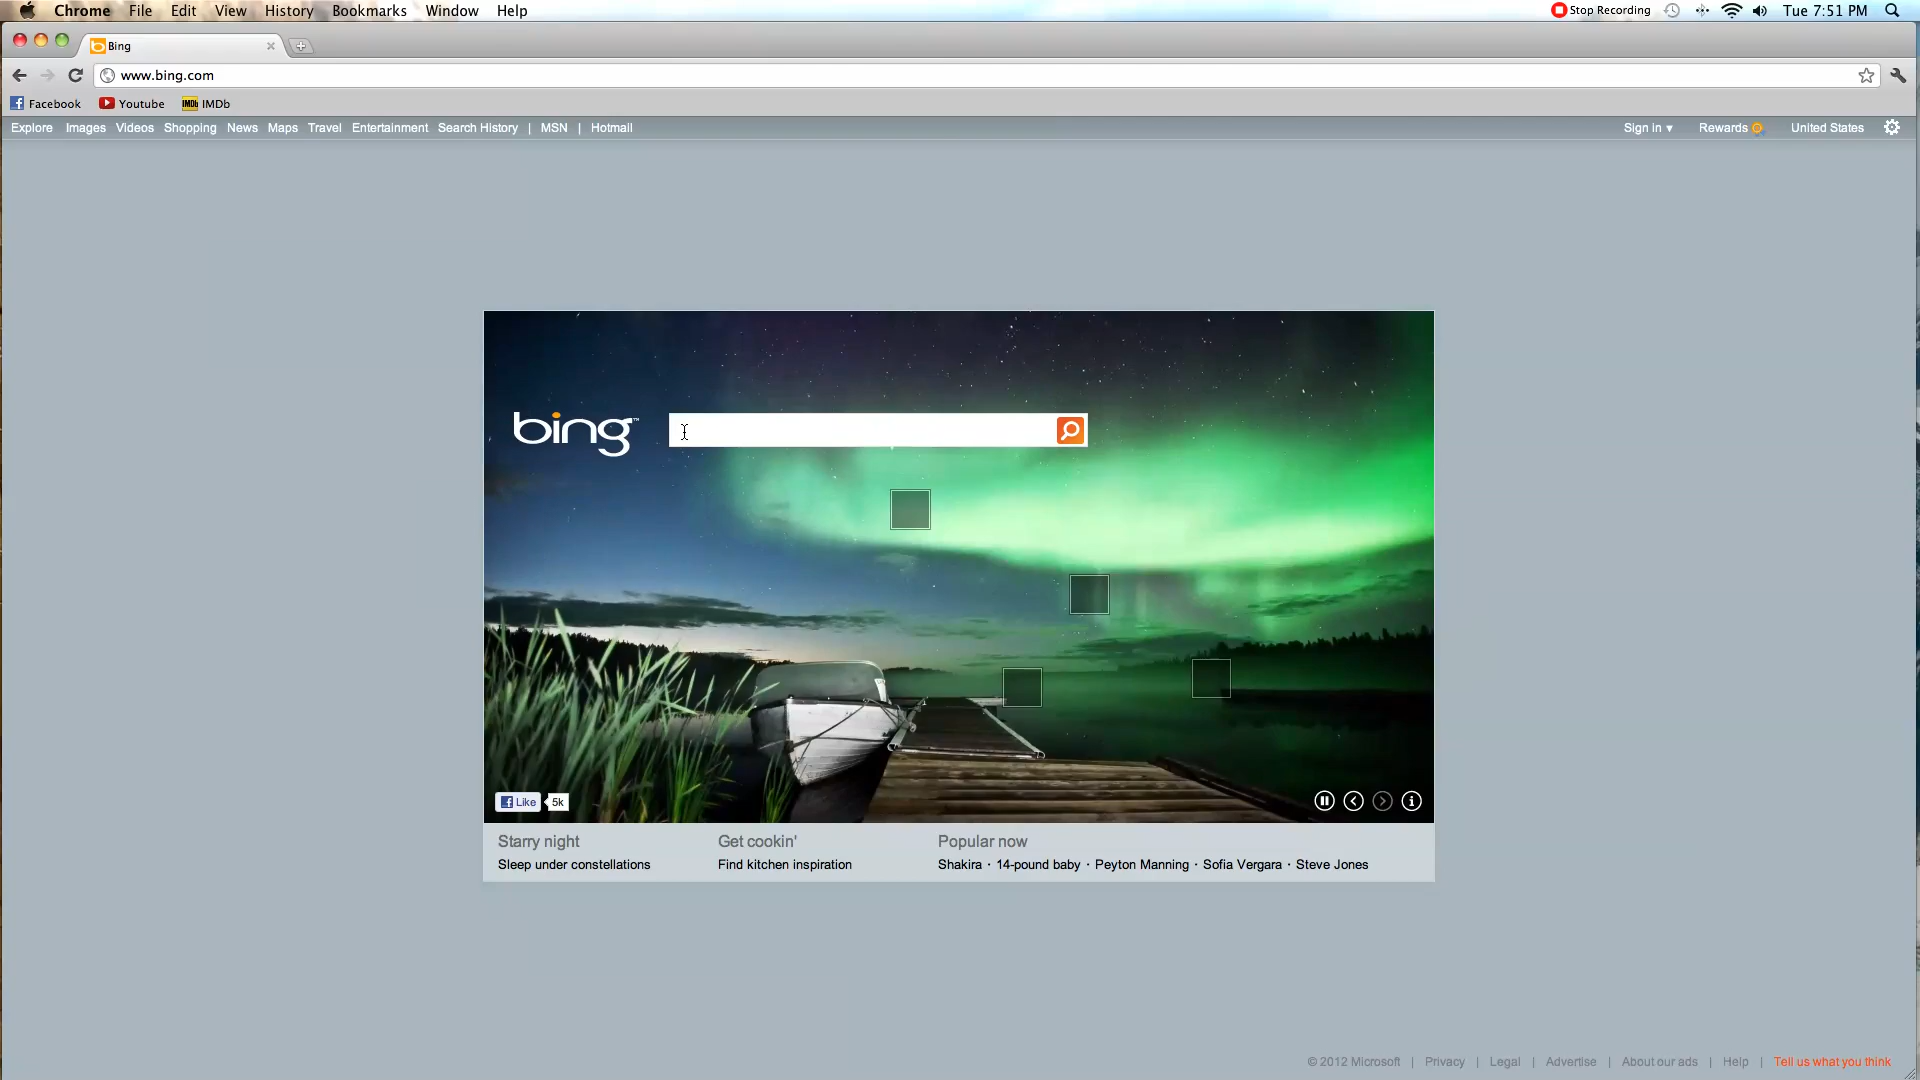 Chrome File Edit View History Bookmarks Window Help Stop Recording Tue 7:51 PM
Bing
www.bing.com
Facebook Youtube IMDb IMDb
Explore Images Videos Shopping News Maps Travel Entertainment Search History | MSN | Hotmail Sign in ▾ Rewards United States
bing™
Like 5k
Starry night Get cookin' Popular now
Sleep under constellations Find kitchen inspiration Shakira · 14-pound baby · Peyton Manning · Sofia Vergara · Steve Jones
© 2012 Microsoft | Privacy | Legal | Advertise | About our ads | Help | Tell us what you think